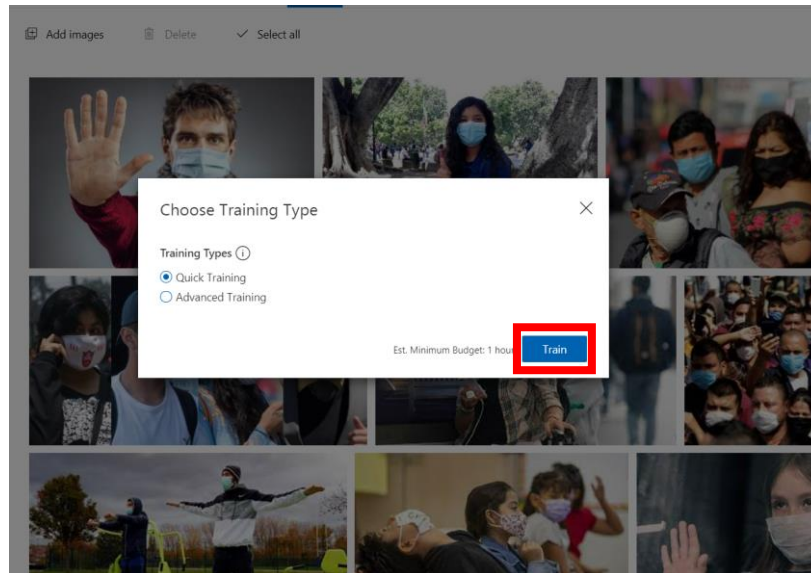 Add images Delete Select all
Choose Training Type
Training Types
Quick Training
Advanced Training
Est. Minimum Budget: 1 hour Train